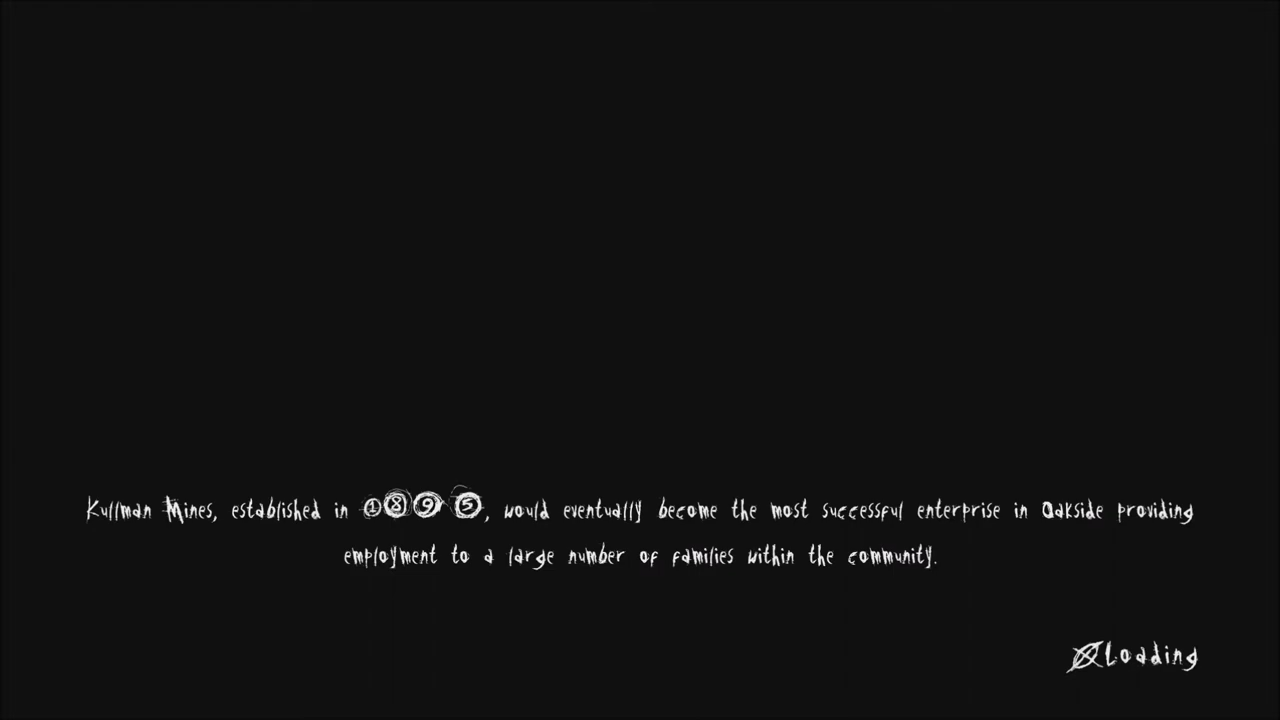 Kullman Mines, established in 1895, would eventually become the most successful enterprise in Oakside providing
employment to a large number of families within the community.
Loading